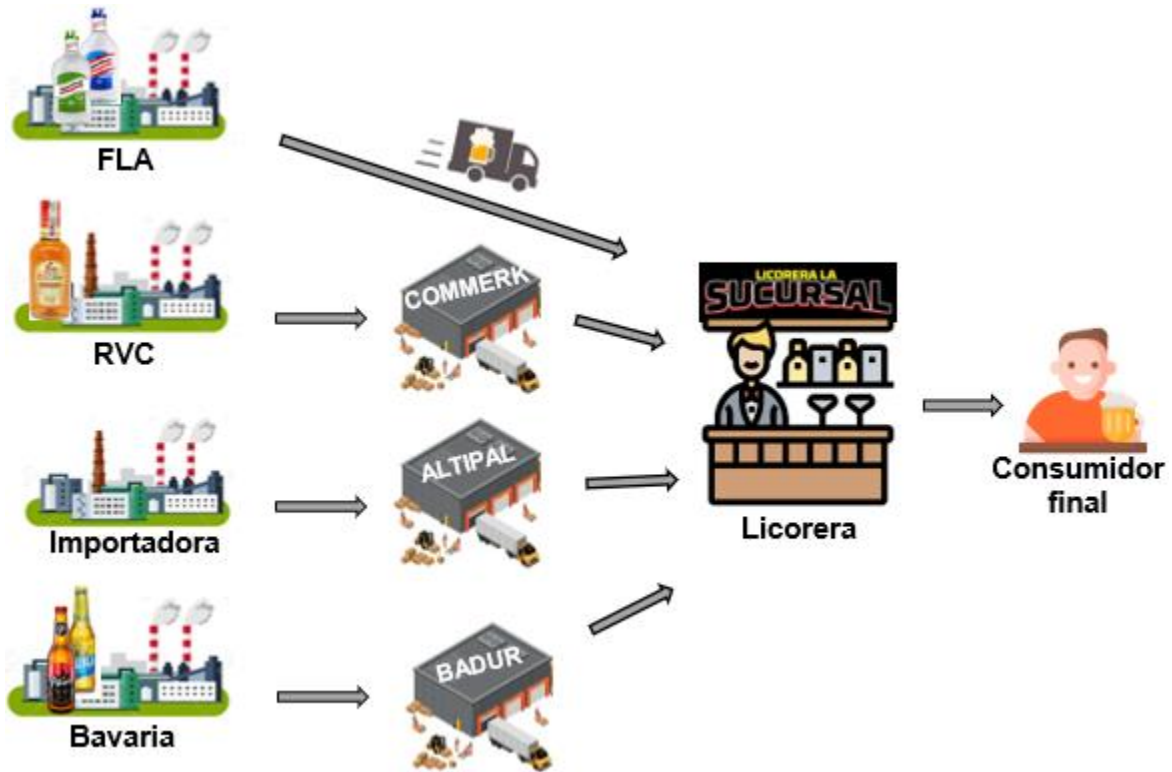 FLA
RVC
COMMERK
LICORERA LA
SUCURSAL
Importadora
ALTIPAL
Licorera
Consumidor
final
Bavaria
BADUR